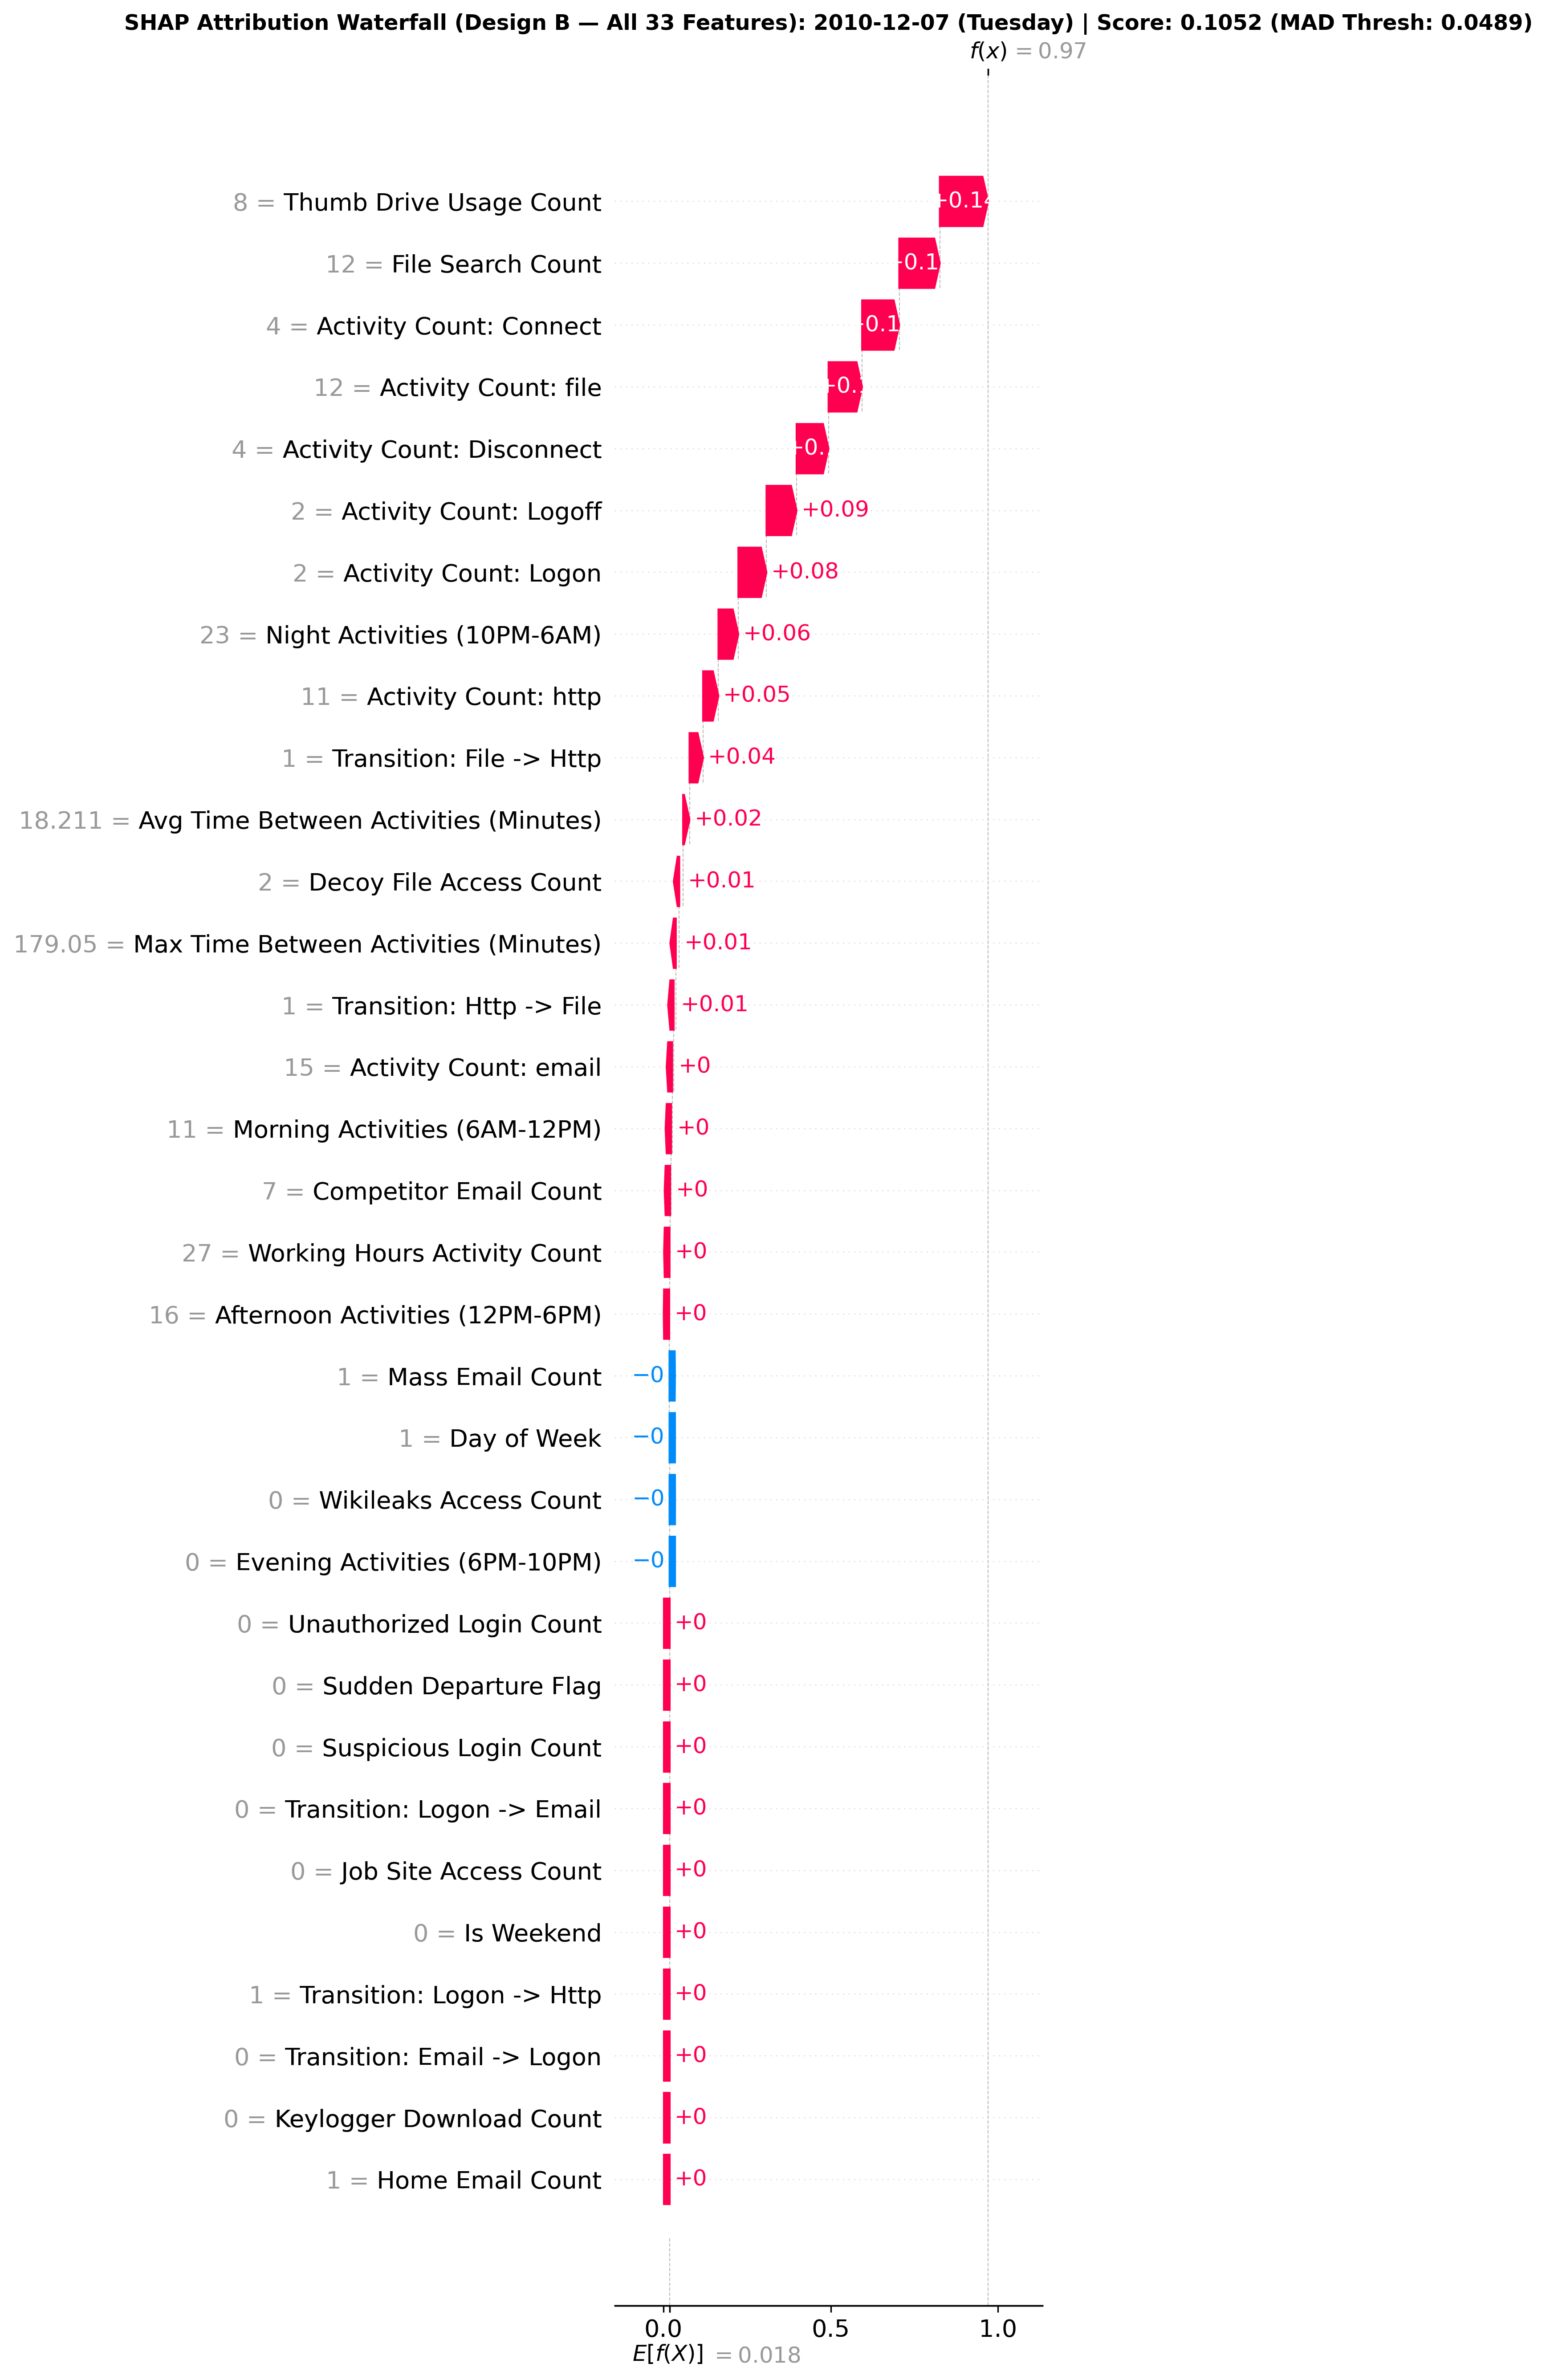 SHAP Attribution Waterfall (Design B — All 33 Features): 2010-12-07 (Tuesday) | Score: 0.1052 (MAD Thresh: 0.0489)
f(x) = 0.97
8 = Thumb Drive Usage Count +0.14
12 = File Search Count
4 = Activity Count: Connect
12 = Activity Count: file
4 = Activity Count: Disconnect
2 = Activity Count: Logoff +0.09
2 = Activity Count: Logon +0.08
23 = Night Activities (10PM-6AM) +0.06
11 = Activity Count: http +0.05
1 = Transition: File -> Http +0.04
18.211 = Avg Time Between Activities (Minutes) +0.02
2 = Decoy File Access Count +0.01
179.05 = Max Time Between Activities (Minutes) +0.01
1 = Transition: Http -> File +0.01
15 = Activity Count: email +0
11 = Morning Activities (6AM-12PM) +0
7 = Competitor Email Count +0
27 = Working Hours Activity Count +0
16 = Afternoon Activities (12PM-6PM) +0
1 = Mass Email Count −0
1 = Day of Week −0
0 = Wikileaks Access Count −0
0 = Evening Activities (6PM-10PM) −0
0 = Unauthorized Login Count +0
0 = Sudden Departure Flag +0
0 = Suspicious Login Count +0
0 = Transition: Logon -> Email +0
0 = Job Site Access Count +0
0 = Is Weekend +0
1 = Transition: Logon -> Http +0
0 = Transition: Email -> Logon +0
0 = Keylogger Download Count +0
1 = Home Email Count +0
0.0 0.5 1.0
E[f(X)] = 0.018